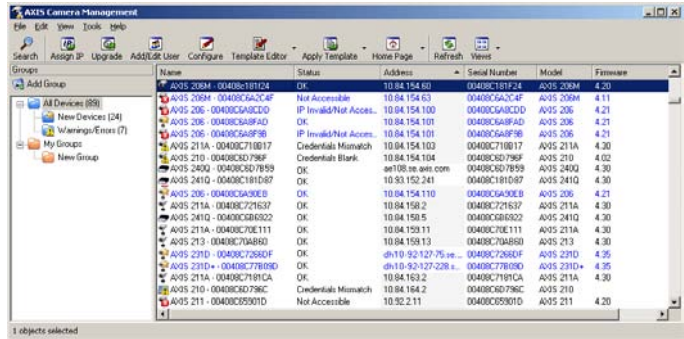 AXIS Camera Management
File Edit View Tools Help
Search Assign IP Upgrade Add/Edit User Configure Template Editor Apply Template Home Page Refresh Views
Groups
Add Group
All Devices (89)
New Devices (24)
Warnings/Errors (7)
My Groups
New Group
Name Status Address Serial Number Model Firmware
AXIS 206M - 00408c181f24 OK 10.84.154.60 00408C181F24 AXIS 206M 4.20
AXIS 206M - 00408C6A2C4F Not Accessible 10.84.154.63 00408C6A2C4F AXIS 206M 4.11
AXIS 206 - 00408C6A8CDD IP Invalid/Not Acces... 10.84.154.100 00408C6A8CDD AXIS 206 4.21
AXIS 206 - 00408C6A8FAD OK 10.84.154.101 00408C6A8FAD AXIS 206 4.21
AXIS 206 - 00408C6A8F9B IP Invalid/Not Acces... 10.84.154.101 00408C6A8F9B AXIS 206 4.21
AXIS 211A - 00408C710B17 Credentials Mismatch 10.84.154.103 00408C710B17 AXIS 211A 4.30
AXIS 210 - 00408C6D796F Credentials Blank 10.84.154.104 00408C6D796F AXIS 210 4.02
AXIS 240Q - 00408C6D7B59 OK ae108.se.axis.com 00408C6D7B59 AXIS 240Q 4.30
AXIS 241Q - 00408C181D87 OK 10.93.152.241 00408C181D87 AXIS 241Q 4.30
AXIS 206 - 00408C6A90EB OK 10.84.154.110 00408C6A90EB AXIS 206 4.21
AXIS 211A - 00408C721637 OK 10.84.158.2 00408C721637 AXIS 211A 4.30
AXIS 241Q - 00408C6B6922 OK 10.84.158.5 00408C6B6922 AXIS 241Q 4.30
AXIS 211A - 00408C70E111 OK 10.84.159.11 00408C70E111 AXIS 211A 4.30
AXIS 213 - 00408C70AB60 OK 10.84.159.13 00408C70AB60 AXIS 213 4.30
AXIS 231D - 00408C7266DF OK dh10-92-127-75.se.... 00408C7266DF AXIS 231D 4.35
AXIS 231D+ - 00408C77B09D OK dh10-92-127-228.s... 00408C77B09D AXIS 231D+ 4.35
AXIS 211A - 00408C7181CA OK 10.84.163.2 00408C7181CA AXIS 211A 4.30
AXIS 210 - 00408C6D796C Credentials Mismatch 10.84.164.2 00408C6D796C AXIS 210
AXIS 211 - 00408C65901D Not Accessible 10.92.2.11 00408C65901D AXIS 211 4.20
1 objects selected